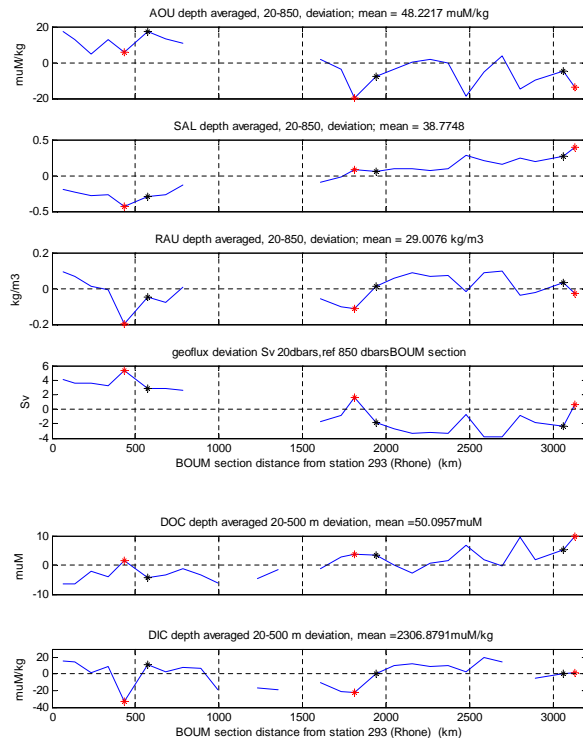 AOU depth averaged, 20-850, deviation; mean = 48.2217 muM/kg
20
0
-20
muM/kg
SAL depth averaged, 20-850, deviation; mean = 38.7748
0.5
0
-0.5
RAU depth averaged, 20-850, deviation; mean = 29.0076 kg/m3
0.2
0
-0.2
kg/m3
geoflux deviation Sv 20dbars,ref 850 dbarsBOUM section
6
4
2
0
-2
-4
Sv
0 500 1000 1500 2000 2500 3000
BOUM section distance from station 293 (Rhone) (km)
DOC depth averaged 20-500 m deviation, mean =50.0957muM
10
0
-10
muM
DIC depth averaged 20-500 m deviation, mean =2306.8791muM/kg
20
0
-20
-40
muM/kg
0 500 1000 1500 2000 2500 3000
BOUM section distance from station 293 (Rhone) (km)